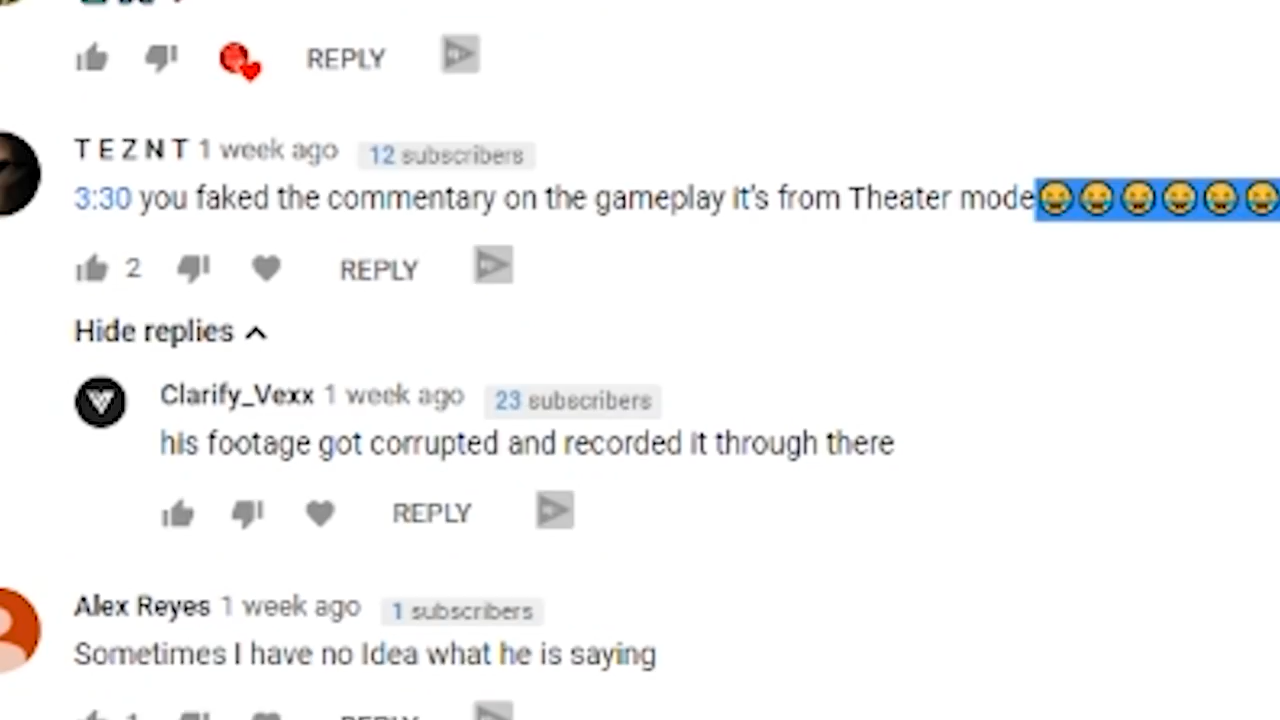 REPLY
T E Z N T 1 week ago 12 subscribers
3:30 you faked the commentary on the gameplay It's from Theater mode😂😂😂😂😂😂
2 REPLY
Hide replies
Clarify_Vexx 1 week ago 23 subscribers
his footage got corrupted and recorded it through there
REPLY
Alex Reyes 1 week ago 1 subscribers
Sometimes I have no Idea what he is saying
1 REPLY